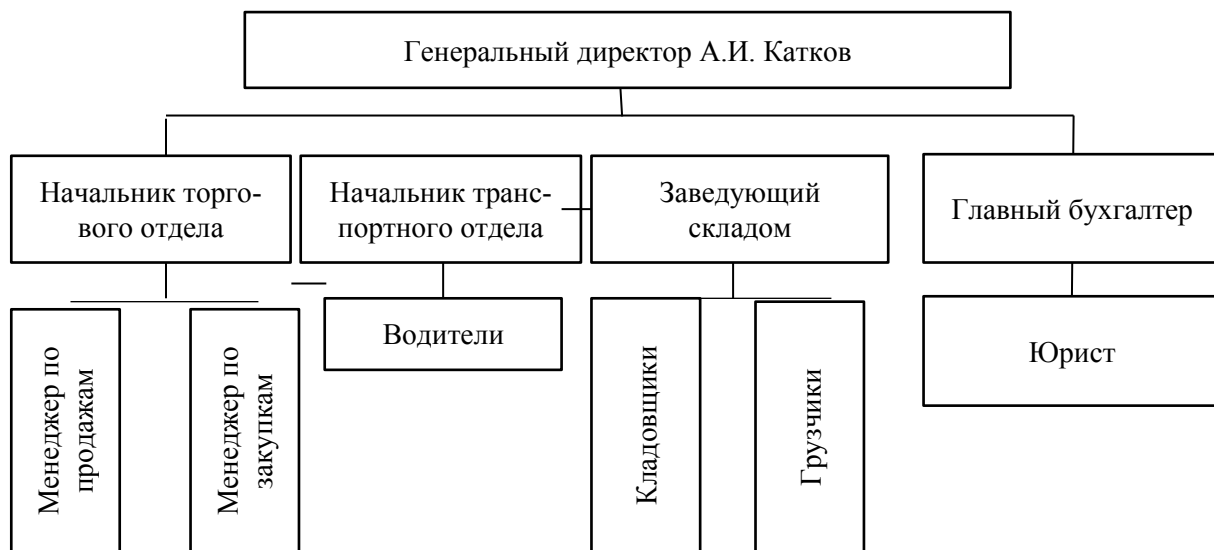 Генеральный директор А.И. Катков
Начальник торго-
вого отдела
Начальник транс-
портного отдела
Заведующий
складом
Главный бухгалтер
Менеджер по
продажам
Менеджер по
закупкам
Водители
Кладовщики
Грузчики
Юрист